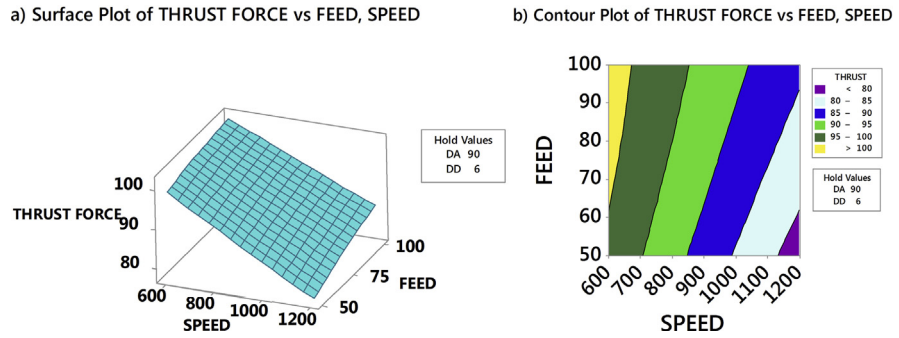 a) Surface Plot of THRUST FORCE vs FEED, SPEED
100
THRUST FORCE
90
80
600
800
1000
1200
SPEED
50
75
100
FEED
Hold Values
DA 90
DD 6
b) Contour Plot of THRUST FORCE vs FEED, SPEED
FEED
100
90
80
70
60
50
600
700
800
900
1000
1100
1200
SPEED
THRUST
< 80
80 – 85
85 – 90
90 – 95
95 – 100
> 100
Hold Values
DA 90
DD 6